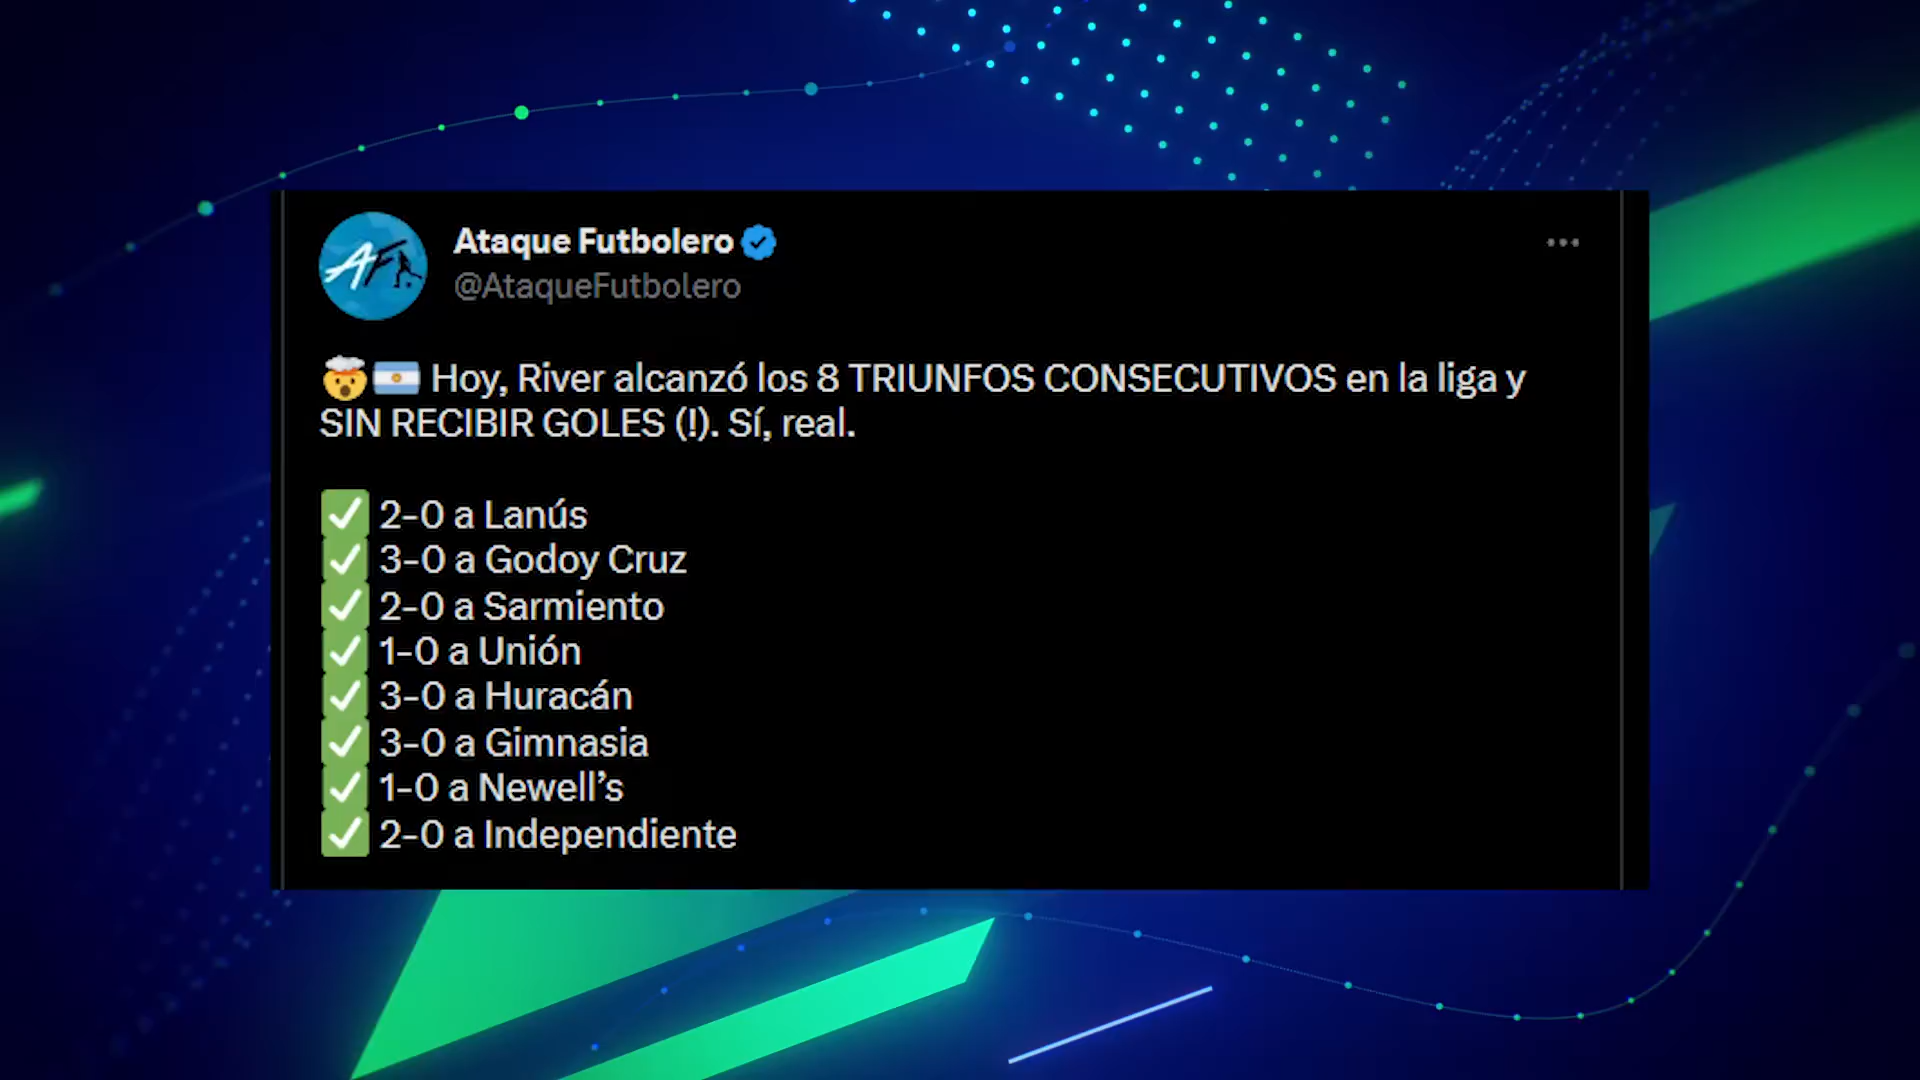 AF
Ataque Futbolero
@AtaqueFutbolero
🤯🇦🇷 Hoy, River alcanzó los 8 TRIUNFOS CONSECUTIVOS en la liga y
SIN RECIBIR GOLES (!). Sí, real.
✅ 2-0 a Lanús
✅ 3-0 a Godoy Cruz
✅ 2-0 a Sarmiento
✅ 1-0 a Unión
✅ 3-0 a Huracán
✅ 3-0 a Gimnasia
✅ 1-0 a Newell’s
✅ 2-0 a Independiente